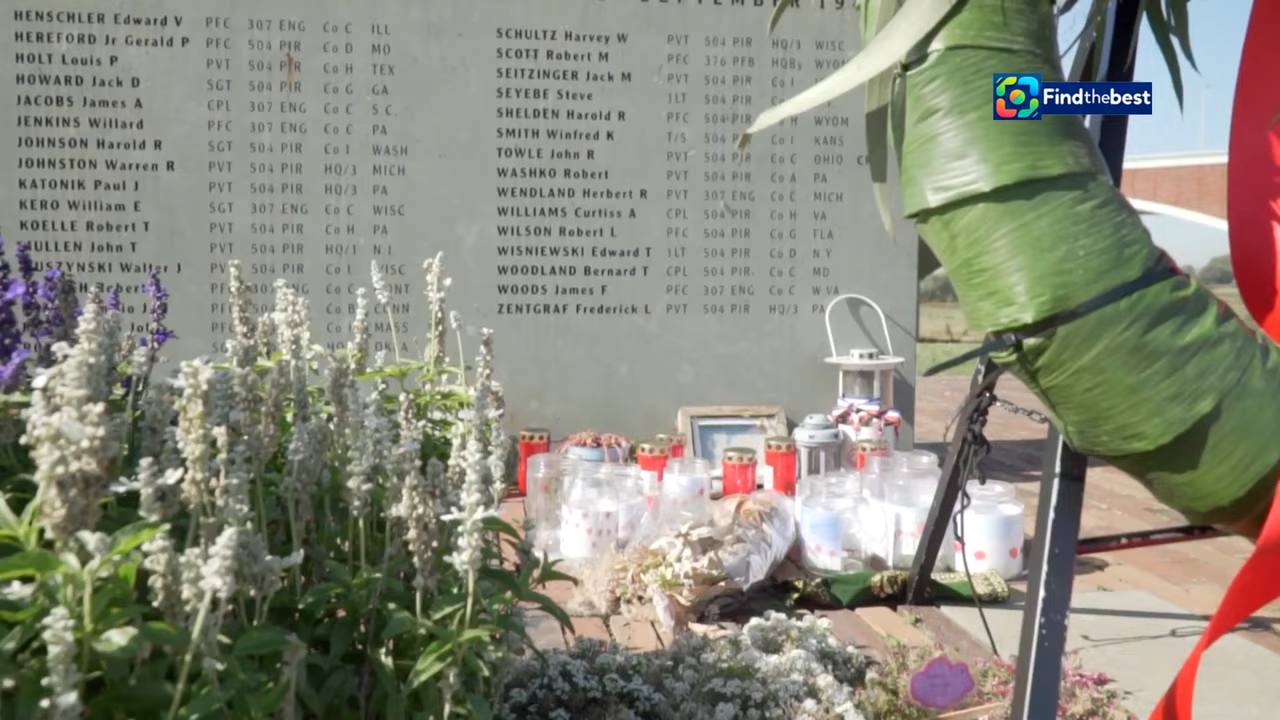 SEPTEMBER 194
HENSCHLER Edward V PFC 307 ENG Co C ILL
HEREFORD Jr Gerald P PFC 504 PIR Co D MO
HOLT Louis P PVT 504 PIR Co H TEX
HOWARD Jack D SGT 504 PIR Co G GA
JACOBS James A CPL 307 ENG Co C S C.
JENKINS Willard PFC 307 ENG Co C PA
JOHNSON Harold R SGT 504 PIR Co I WASH
JOHNSTON Warren R PVT 504 PIR HQ/3 MICH
KATONIK Paul J PVT 504 PIR HQ/3 PA
KERO William E SGT 307 ENG Co C WISC
KOELLE Robert T PVT 504 PIR Co H PA
MULLEN John T PVT 504 PIR HQ/1 N J
MUSZYNSKI Walter J PVT 504 PIR Co I WISC
SCHULTZ Harvey W PVT 504 PIR HQ/3 WISC
SCOTT Robert M PFC 376 PFB HQBy WYOM
SEITZINGER Jack M PVT 504 PIR Co I
SEYEBE Steve 1LT 504 PIR Co
SHELDEN Harold R PFC 504 PIR Co H WYOM
SMITH Winfred K T/5 504 PIR Co I KANS
TOWLE John R PVT 504 PIR Co C OHIO
WASHKO Robert PVT 504 PIR Co A PA
WENDLAND Herbert R PVT 307 ENG Co C MICH
WILLIAMS Curtiss A CPL 504 PIR Co H VA
WILSON Robert L PFC 504 PIR Co G FLA
WISNIEWSKI Edward T 1LT 504 PIR Co D N Y
WOODLAND Bernard T CPL 504 PIR Co C MD
WOODS James F PFC 307 ENG Co C W.VA
ZENTGRAF Frederick L PVT 504 PIR HQ/3 PA
Findthebest